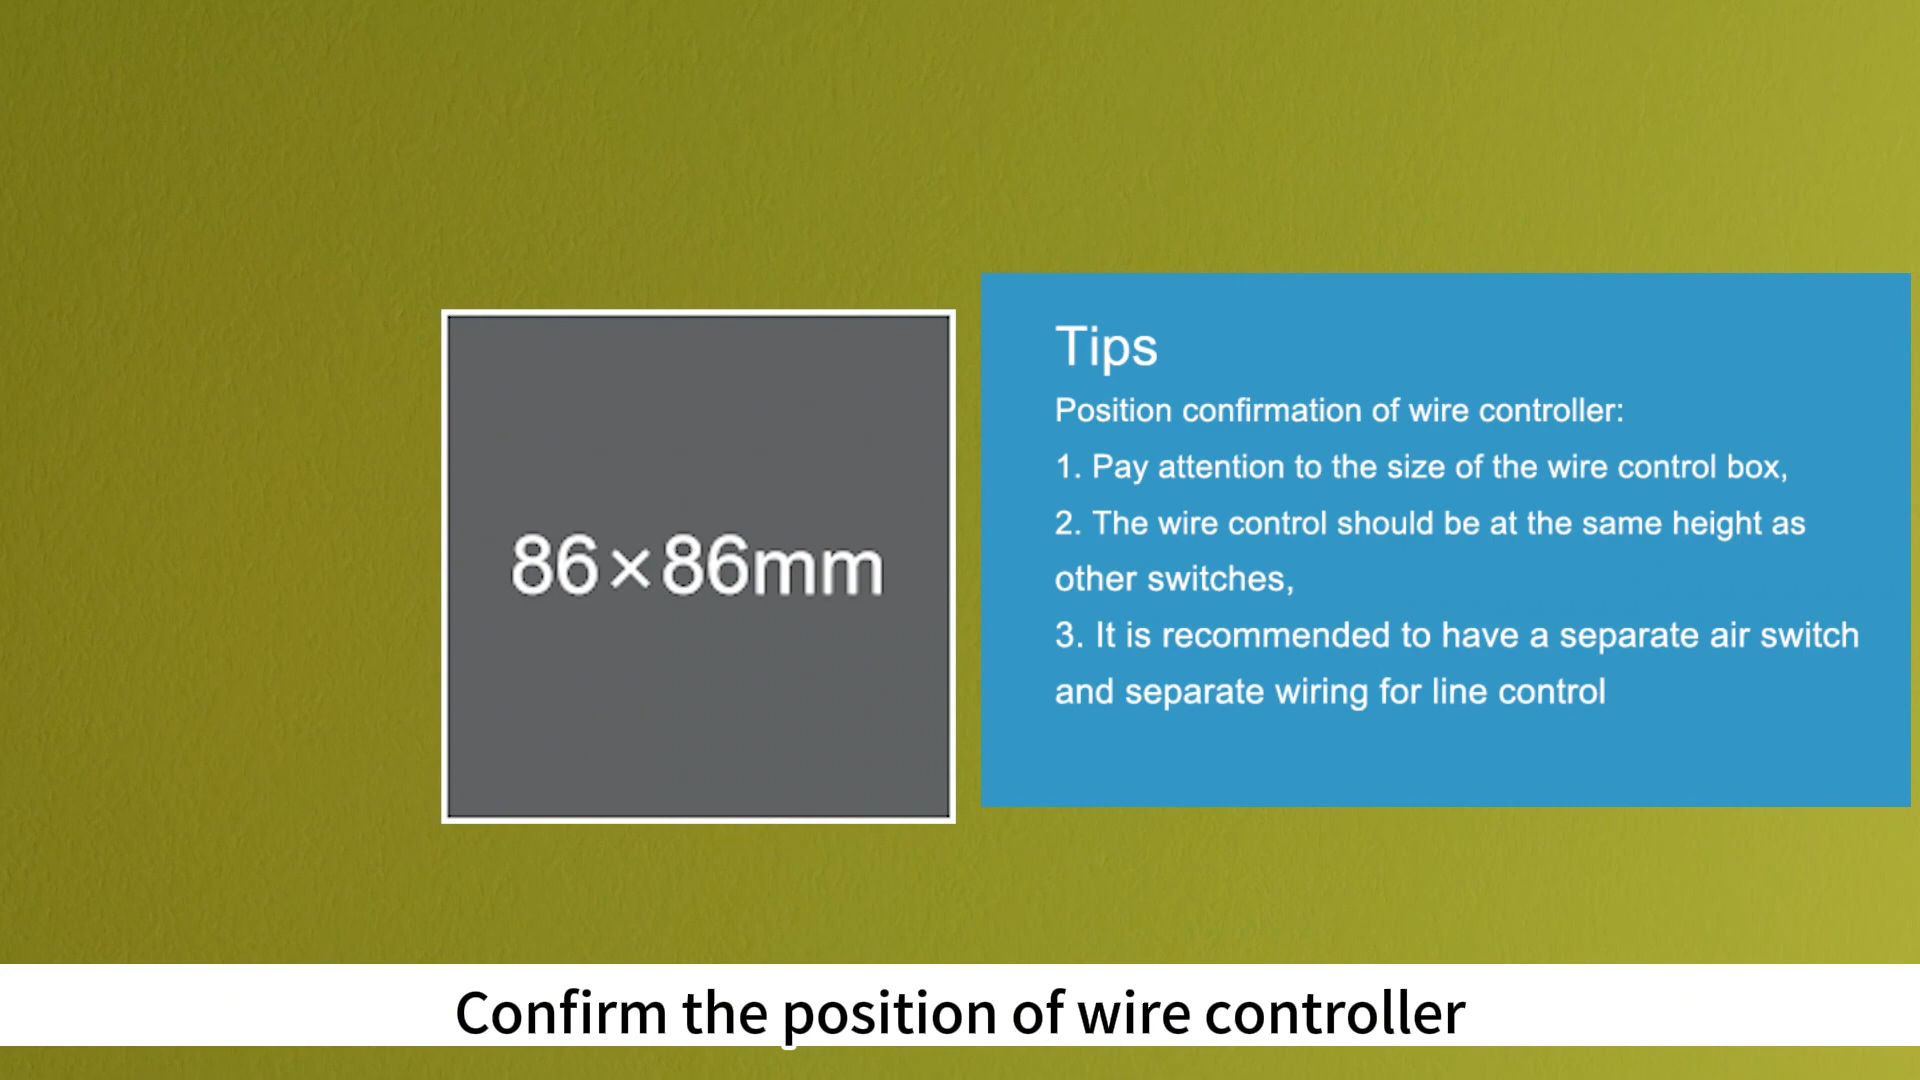 86×86mm
Tips
Position confirmation of wire controller:
1. Pay attention to the size of the wire control box,
2. The wire control should be at the same height as
other switches,
3. It is recommended to have a separate air switch
and separate wiring for line control
Confirm the position of wire controller